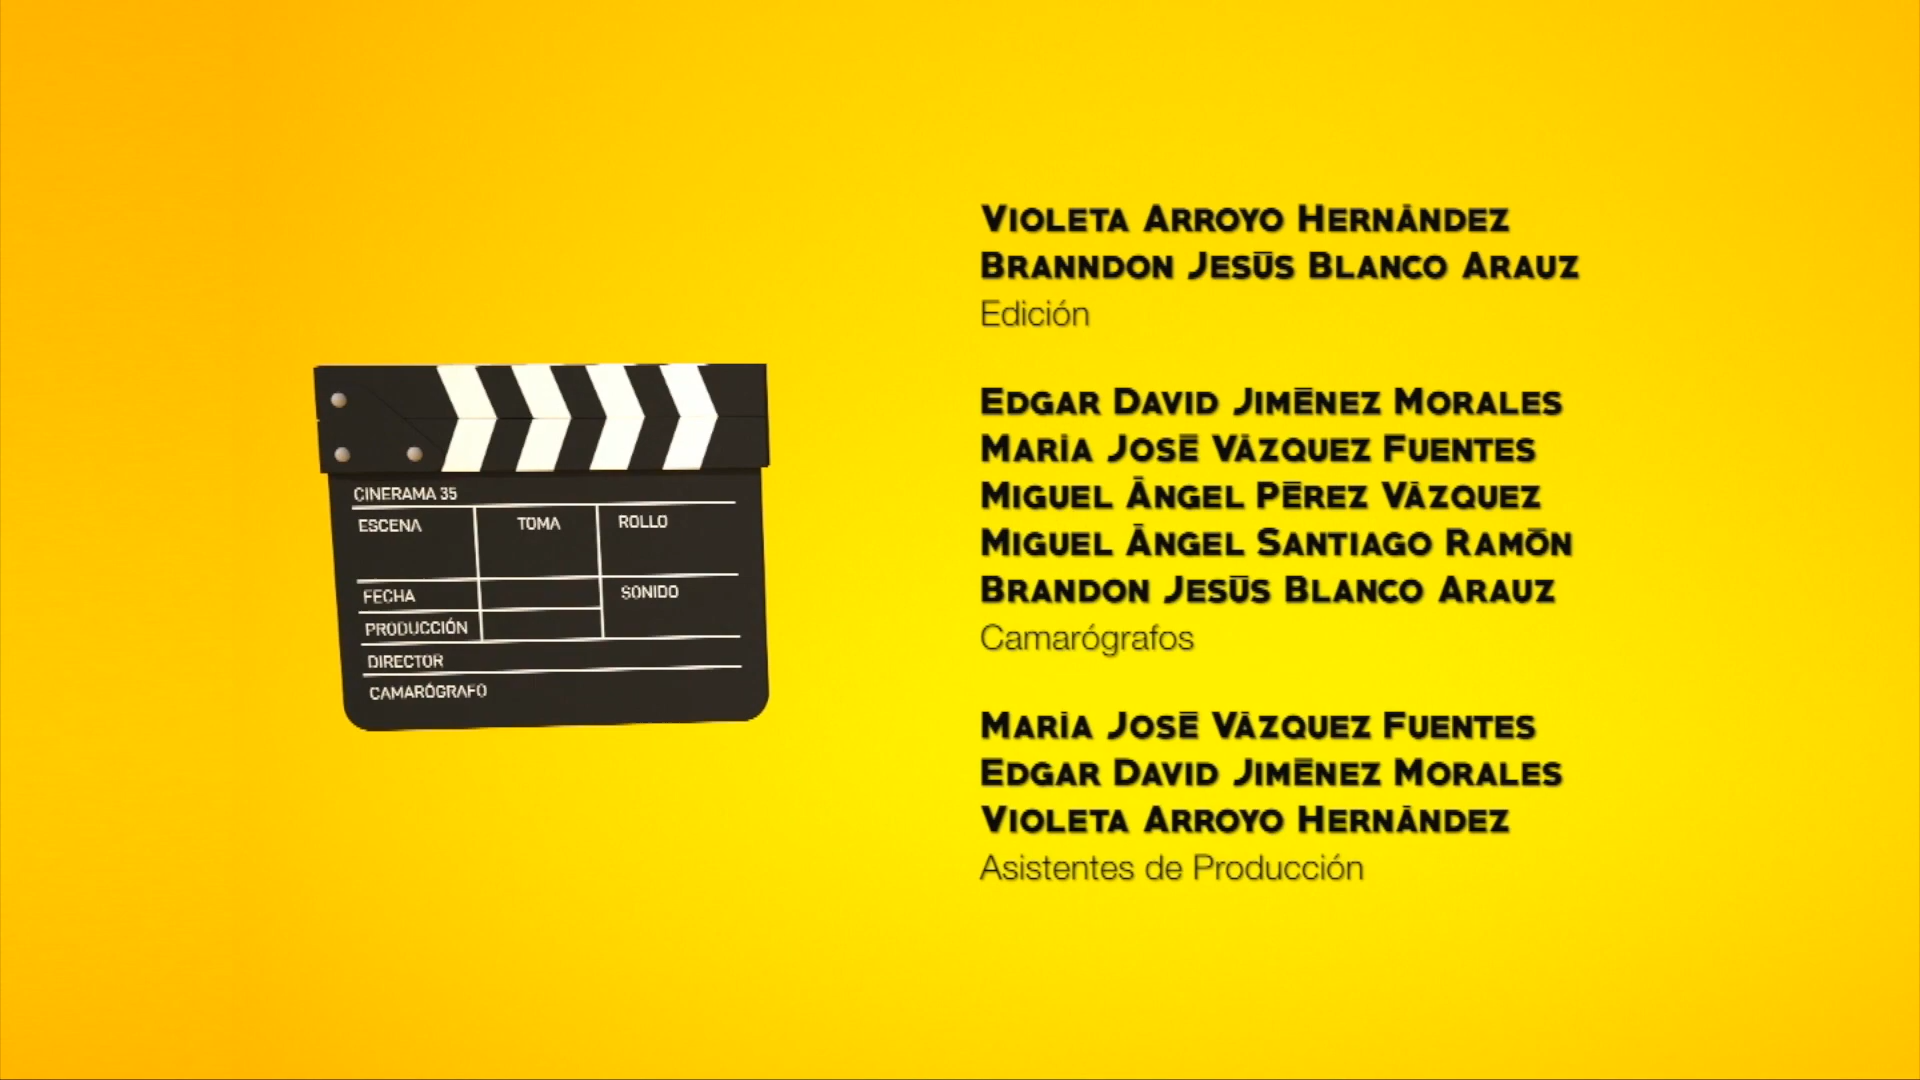 CINERAMA 35
ESCENA
TOMA
ROLLO
FECHA
SONIDO
PRODUCCIÓN
DIRECTOR
CAMARÓGRAFO
VIOLETA ARROYO HERNÁNDEZ
BRANNDON JESÚS BLANCO ARAUZ
Edición
EDGAR DAVID JIMÉNEZ MORALES
MARÍA JOSÉ VÁZQUEZ FUENTES
MIGUEL ÁNGEL PÉREZ VÁZQUEZ
MIGUEL ÁNGEL SANTIAGO RAMÓN
BRANDON JESÚS BLANCO ARAUZ
Camarógrafos
MARÍA JOSÉ VÁZQUEZ FUENTES
EDGAR DAVID JIMÉNEZ MORALES
VIOLETA ARROYO HERNÁNDEZ
Asistentes de Producción